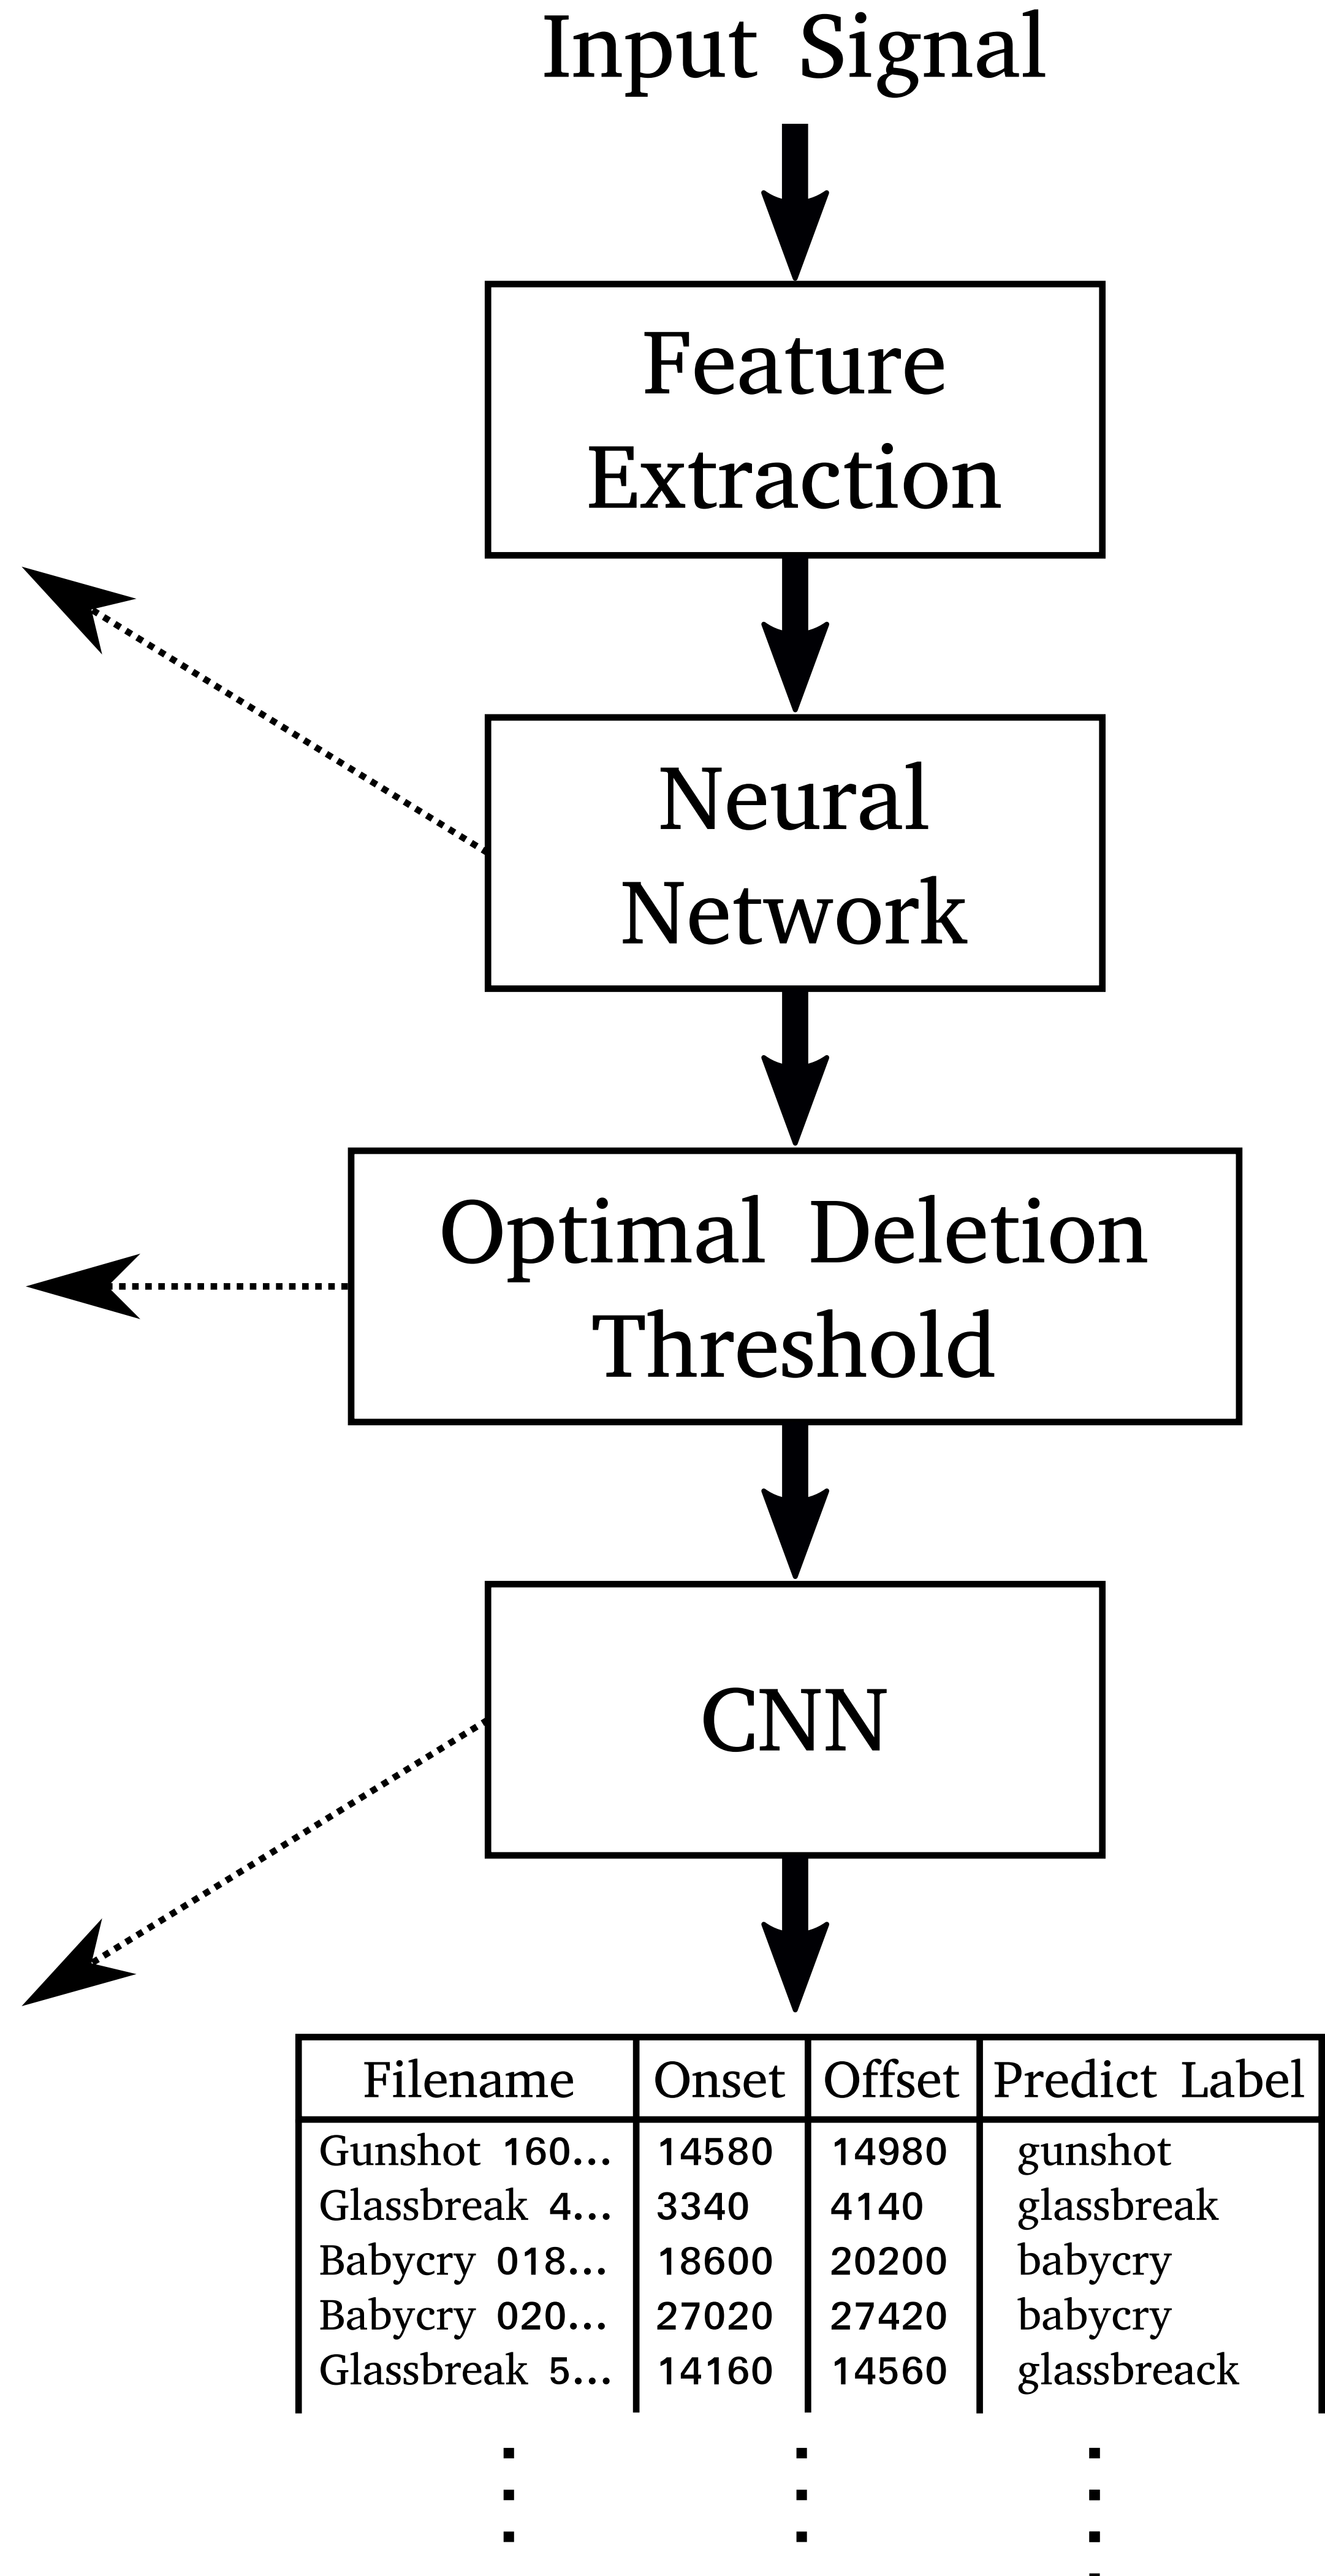 Input Signal
Feature
Extraction
Neural
Network
Optimal Deletion
Threshold
CNN
Filename Onset Offset Predict Label
Gunshot 160... 14580 14980 gunshot
Glassbreak 4... 3340 4140 glassbreak
Babycry 018... 18600 20200 babycry
Babycry 020... 27020 27420 babycry
Glassbreak 5... 14160 14560 glassbreack